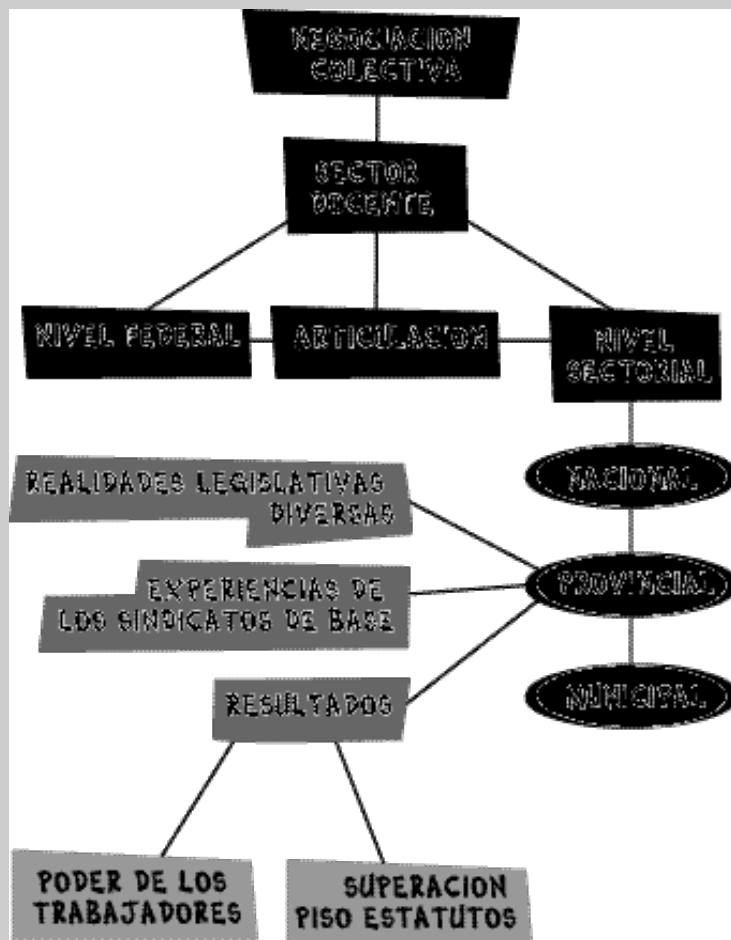 NEGOCIACION
COLECTIVA
SECTOR
DOCENTE
NIVEL FEDERAL
ARTICULACION
NIVEL
SECTORIAL
NACIONAL
REALIDADES LEGISLATIVAS
DIVERSAS
PROVINCIAL
EXPERIENCIAS DE
LOS SINDICATOS DE BASE
MUNICIPAL
RESULTADOS
PODER DE LOS
TRABAJADORES
SUPERACION
PISO ESTATUTOS